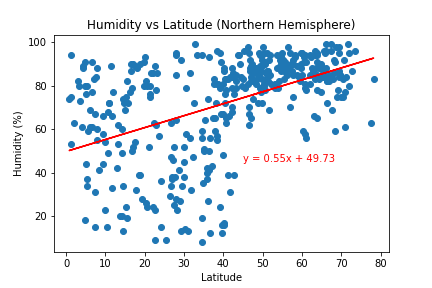 Humidity vs Latitude (Northern Hemisphere)
100
80
60
40
20
Humidity (%)
y = 0.55x + 49.73
0 10 20 30 40 50 60 70 80
Latitude